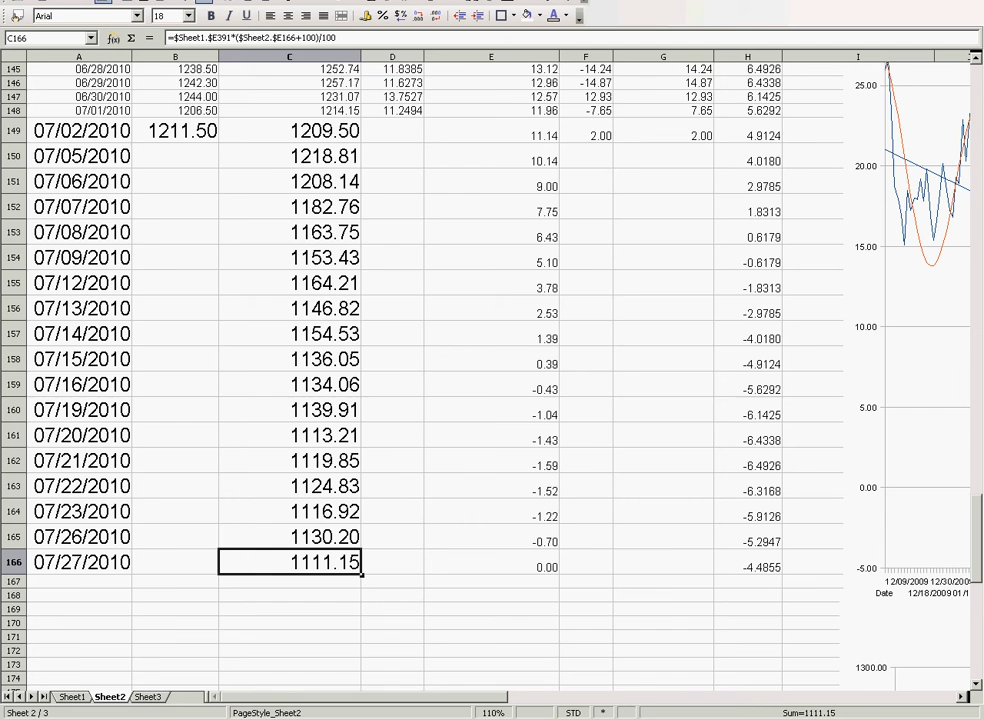 Arial 18 B I U
C166 f(x) Σ = =$Sheet1.$E391*($Sheet2.$E166+100)/100
A B C D E F G H I
145 06/28/2010 1238.50 1252.74 11.8385 13.12 -14.24 14.24 6.4926
146 06/29/2010 1242.30 1257.17 11.6273 12.96 -14.87 14.87 6.4338
147 06/30/2010 1244.00 1231.07 13.7527 12.57 12.93 12.93 6.1425
148 07/01/2010 1206.50 1214.15 11.2494 11.96 -7.65 7.65 5.6292
149 07/02/2010 1211.50 1209.50 11.14 2.00 2.00 4.9124
150 07/05/2010 1218.81 10.14 4.0180
151 07/06/2010 1208.14 9.00 2.9785
152 07/07/2010 1182.76 7.75 1.8313
153 07/08/2010 1163.75 6.43 0.6179
154 07/09/2010 1153.43 5.10 -0.6179
155 07/12/2010 1164.21 3.78 -1.8313
156 07/13/2010 1146.82 2.53 -2.9785
157 07/14/2010 1154.53 1.39 -4.0180
158 07/15/2010 1136.05 0.39 -4.9124
159 07/16/2010 1134.06 -0.43 -5.6292
160 07/19/2010 1139.91 -1.04 -6.1425
161 07/20/2010 1113.21 -1.43 -6.4338
162 07/21/2010 1119.85 -1.59 -6.4926
163 07/22/2010 1124.83 -1.52 -6.3168
164 07/23/2010 1116.92 -1.22 -5.9126
165 07/26/2010 1130.20 -0.70 -5.2947
166 07/27/2010 1111.15 0.00 -4.4855
167
168
169
170
171
172
173
174
25.00
20.00
15.00
10.00
5.00
0.00
-5.00
12/09/2009 12/30/200
Date 12/18/2009 01/1
1300.00
Sheet1 Sheet2 Sheet3
Sheet 2 / 3 PageStyle_Sheet2 110% STD * Sum=1111.15